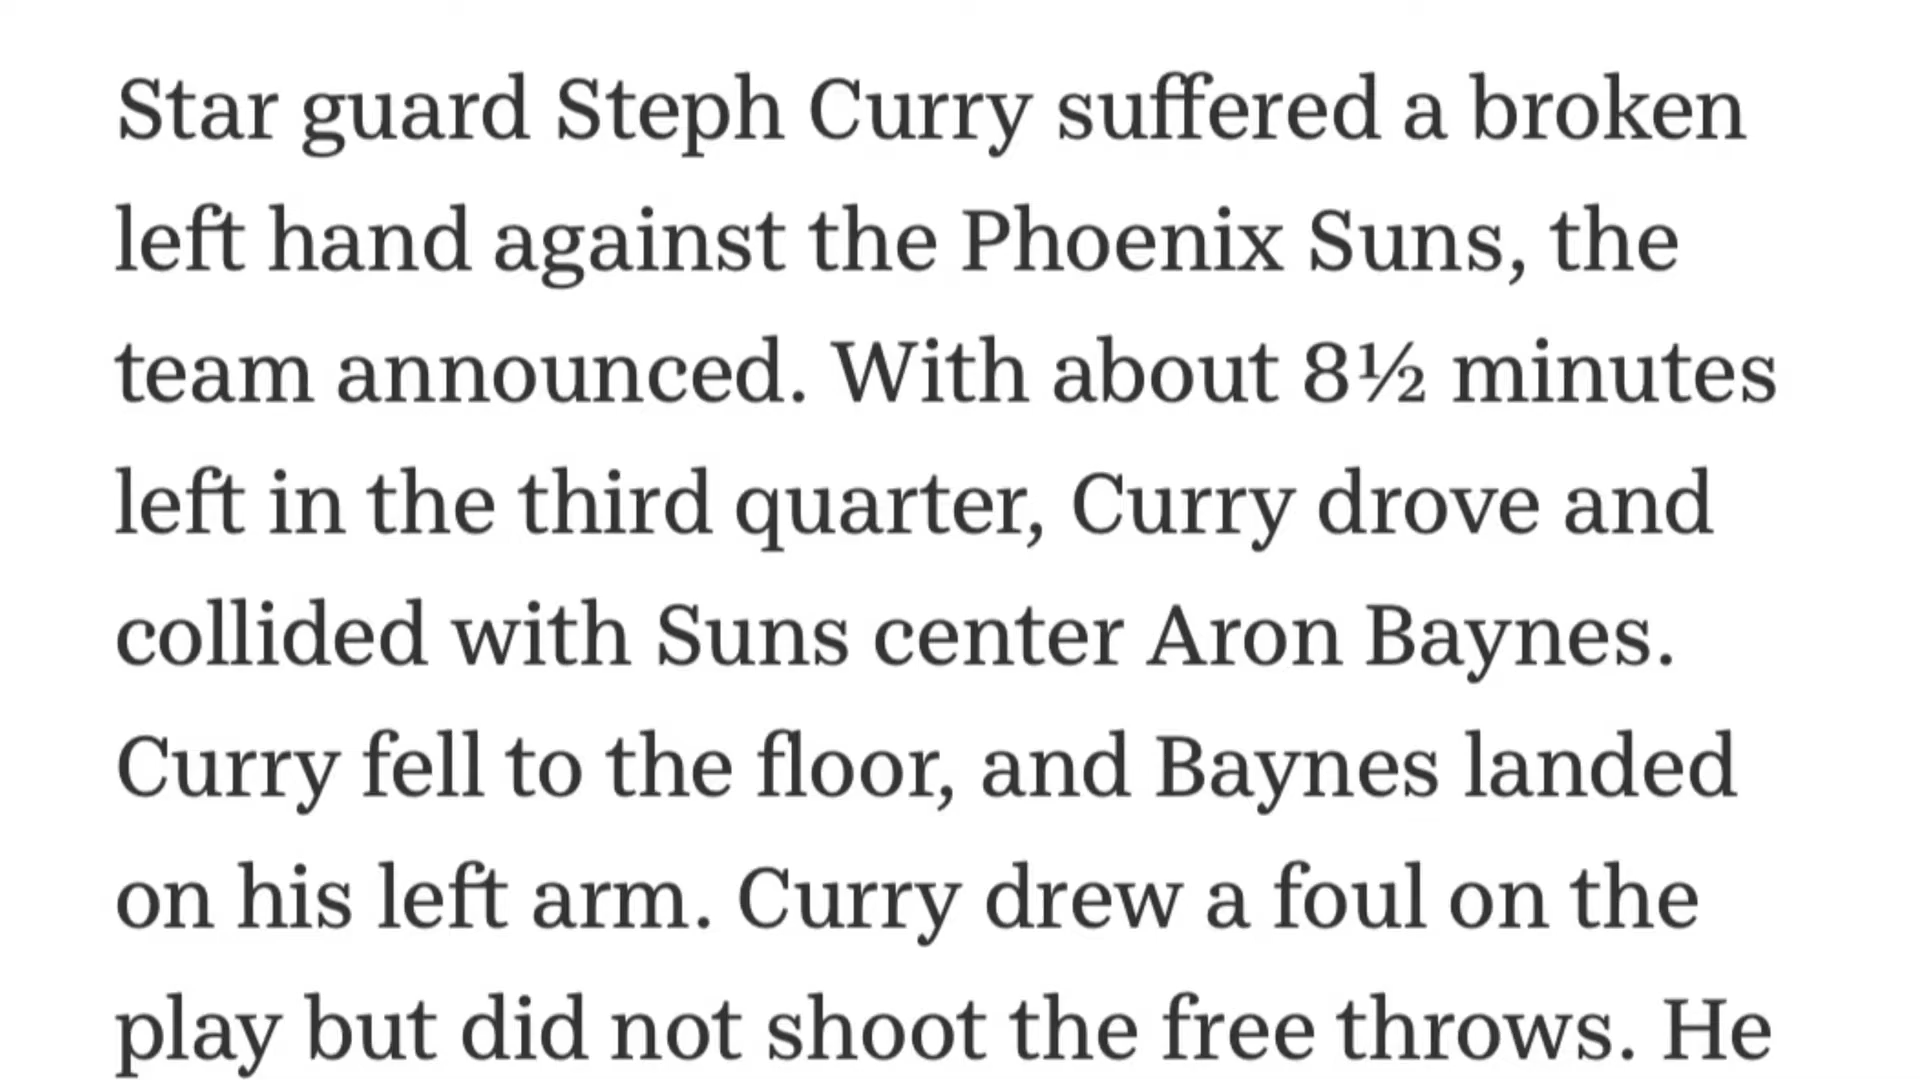 Star guard Steph Curry suffered a broken
left hand against the Phoenix Suns, the
team announced. With about 8½ minutes
left in the third quarter, Curry drove and
collided with Suns center Aron Baynes.
Curry fell to the floor, and Baynes landed
on his left arm. Curry drew a foul on the
play but did not shoot the free throws. He